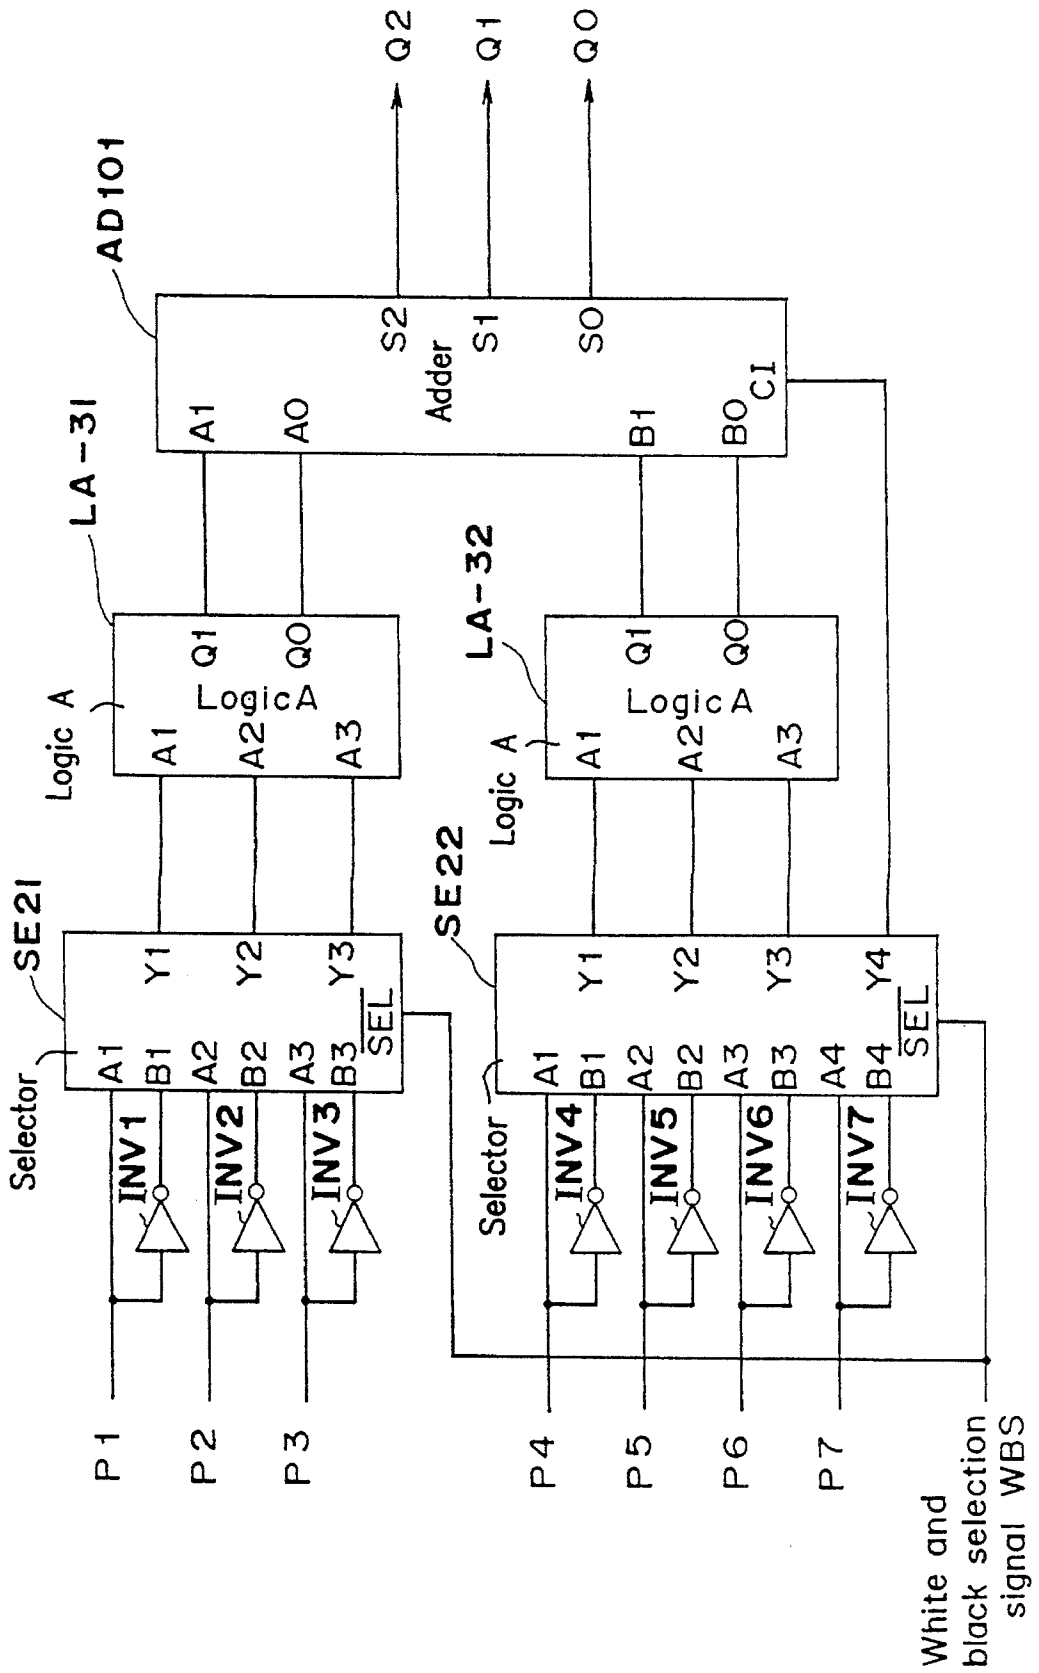 P1
P2
P3
P4
P5
P6
P7
White and
black selection
signal WBS
INV1
INV2
INV3
INV4
INV5
INV6
INV7
Selector
SE21
A1
B1
A2
B2
A3
B3
SEL
Y1
Y2
Y3
Selector
SE22
A1
B1
A2
B2
A3
B3
A4
B4
SEL
Y1
Y2
Y3
Y4
Logic A
LA-31
A1
A2
A3
Logic A
Q1
Q0
Logic A
LA-32
A1
A2
A3
Logic A
Q1
Q0
AD101
A1
A0
B1
B0
CI
Adder
S2
S1
S0
Q2
Q1
Q0